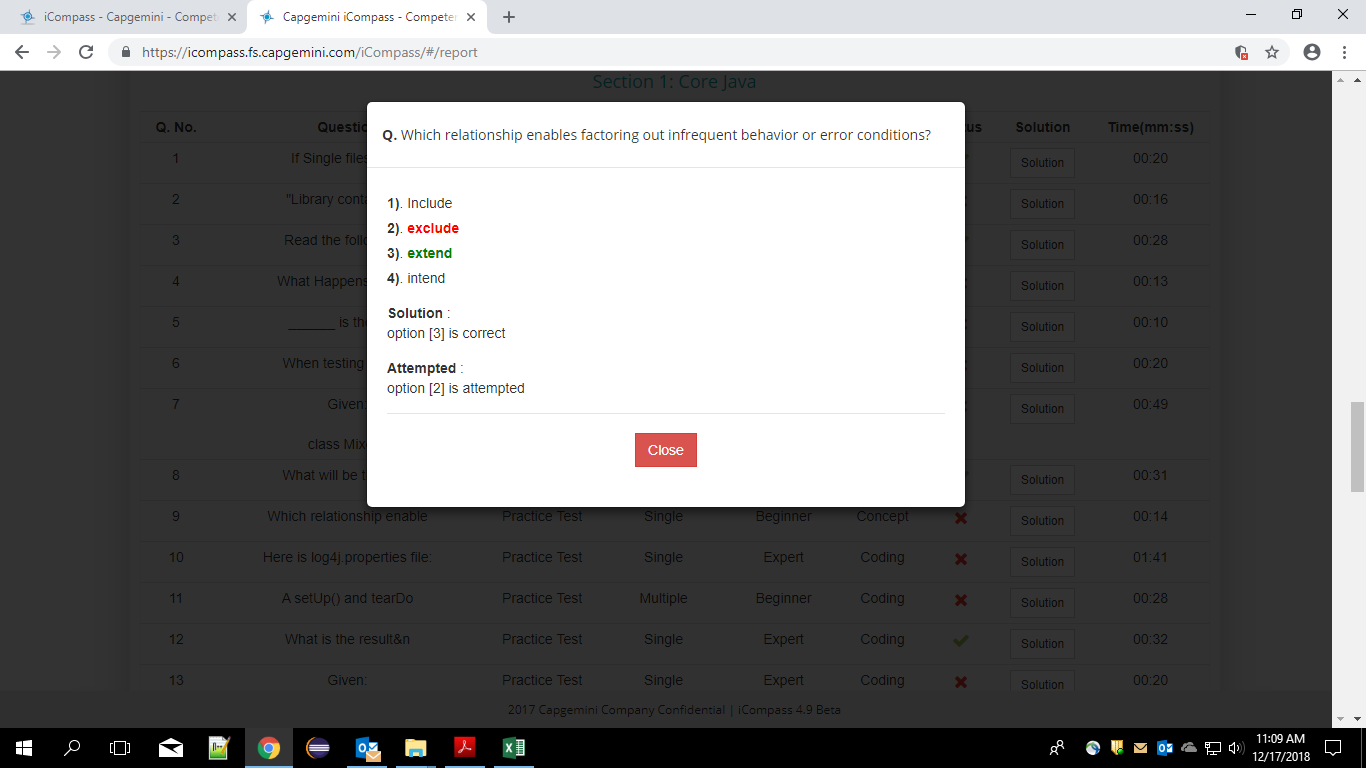 iCompass - Capgemini - Compet
Capgemini iCompass - Competen
https://icompass.fs.capgemini.com/iCompass/#/report
Section 1: Core Java
Q. No. Questio us Solution Time(mm:ss)
Q. Which relationship enables factoring out infrequent behavior or error conditions?
1). Include
2). exclude
3). extend
4). intend
Solution :
option [3] is correct
Attempted :
option [2] is attempted
Close
1 If Single files Solution 00:20
2 "Library conta Solution 00:16
3 Read the follo Solution 00:28
4 What Happens Solution 00:13
5 ______ is the Solution 00:10
6 When testing Solution 00:20
7 Given: Solution 00:49
class Mix
8 What will be t Solution 00:31
9 Which relationship enable Practice Test Single Beginner Concept Solution 00:14
10 Here is log4j.properties file: Practice Test Single Expert Coding Solution 01:41
11 A setUp() and tearDo Practice Test Multiple Beginner Coding Solution 00:28
12 What is the result&n Practice Test Single Expert Coding Solution 00:32
13 Given: Practice Test Single Expert Coding Solution 00:20
2017 Capgemini Company Confidential | iCompass 4.9 Beta
11:09 AM
12/17/2018